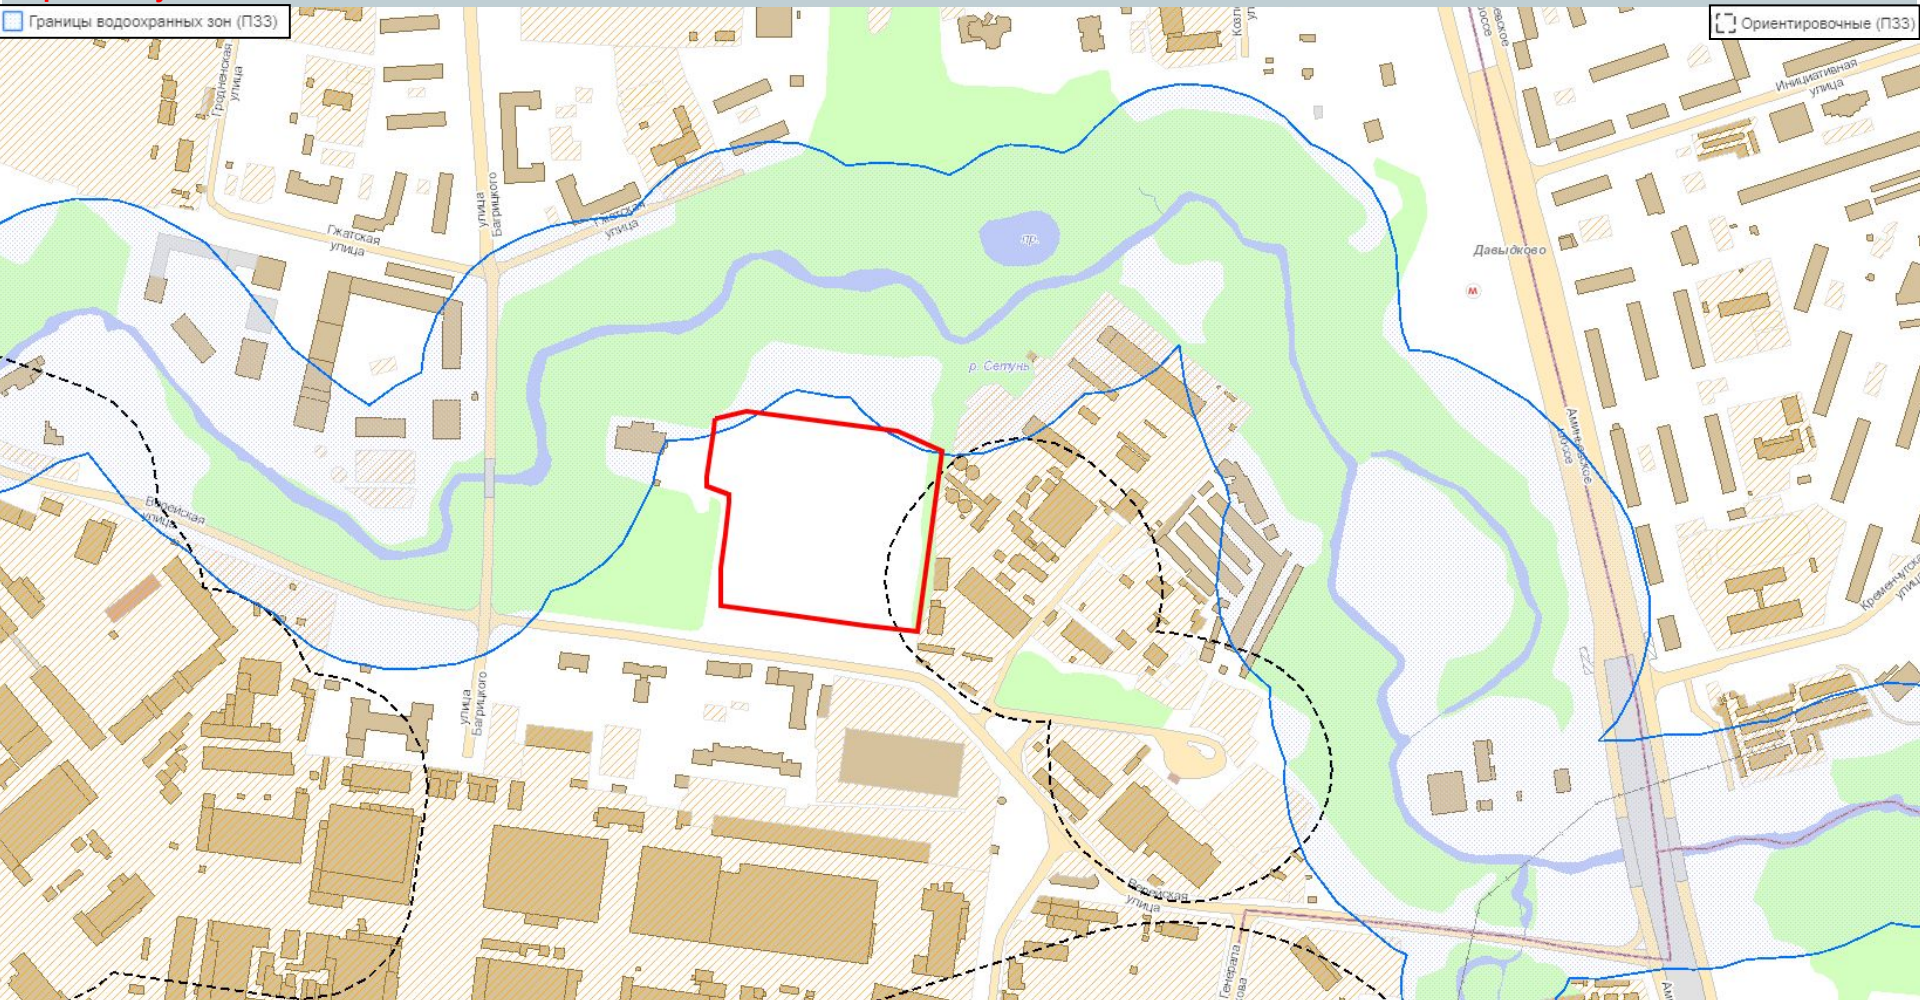 Границы водоохранных зон (ПЗЗ)
Ориентировочные (ПЗЗ)
Гродненская
улица
Инициативная
улица
улица
Багрицкого
Гжатская
улица
Гжатская
улица
пр.
Давыдково
м
р. Сетунь
Аминьевское
шоссе
Верейская
улица
Кременчугская
улица
улица
Багрицкого
Верейская
улица
Генерала